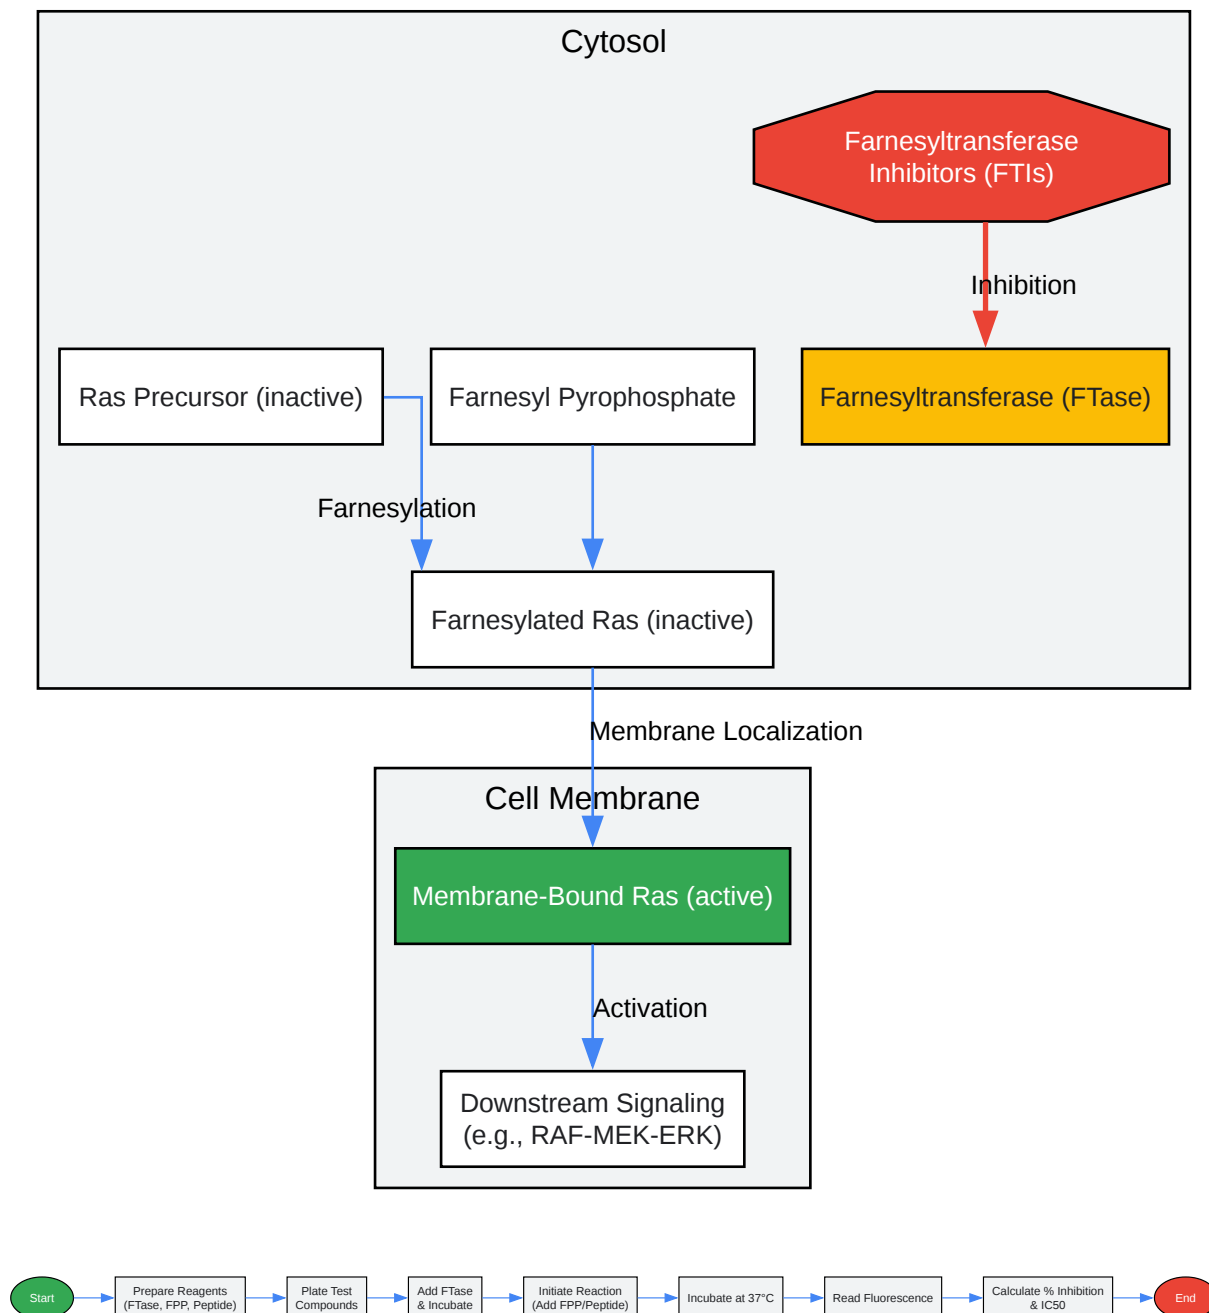 Cytosol
Farnesyltransferase
Inhibitors (FTIs)
Inhibition
Ras Precursor (inactive)
Farnesyl Pyrophosphate
Farnesyltransferase (FTase)
Farnesylation
Farnesylated Ras (inactive)
Membrane Localization
Cell Membrane
Membrane-Bound Ras (active)
Activation
Downstream Signaling
(e.g., RAF-MEK-ERK)
Start
Prepare Reagents
(FTase, FPP, Peptide)
Plate Test
Compounds
Add FTase
& Incubate
Initiate Reaction
(Add FPP/Peptide)
Incubate at 37°C
Read Fluorescence
Calculate % Inhibition
& IC50
End